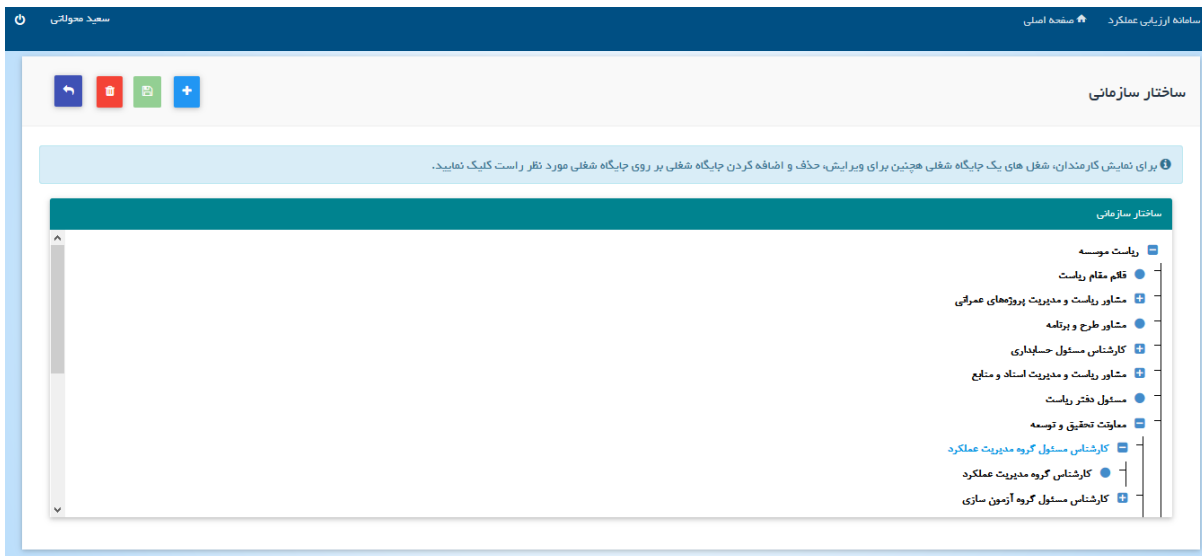 سامانه ارزیابی عملکرد صفحه اصلی سعید محولاتی
ساختار سازمانی
برای نمایش کارمندان، شغل های یک جایگاه شغلی هچنین برای ویرایش، حذف و اضافه کردن جایگاه شغلی بر روی جایگاه شغلی مورد نظر راست کلیک نمایید.
ساختار سازمانی
ریاست موسسه
قائم مقام ریاست
مشاور ریاست و مدیریت پروژه‌های عمرانی
مشاور طرح و برنامه
کارشناس مسئول حسابداری
مشاور ریاست و مدیریت اسناد و منابع
مسئول دفتر ریاست
معاونت تحقیق و توسعه
کارشناس مسئول گروه مدیریت عملکرد
کارشناس گروه مدیریت عملکرد
کارشناس مسئول گروه آزمون سازی